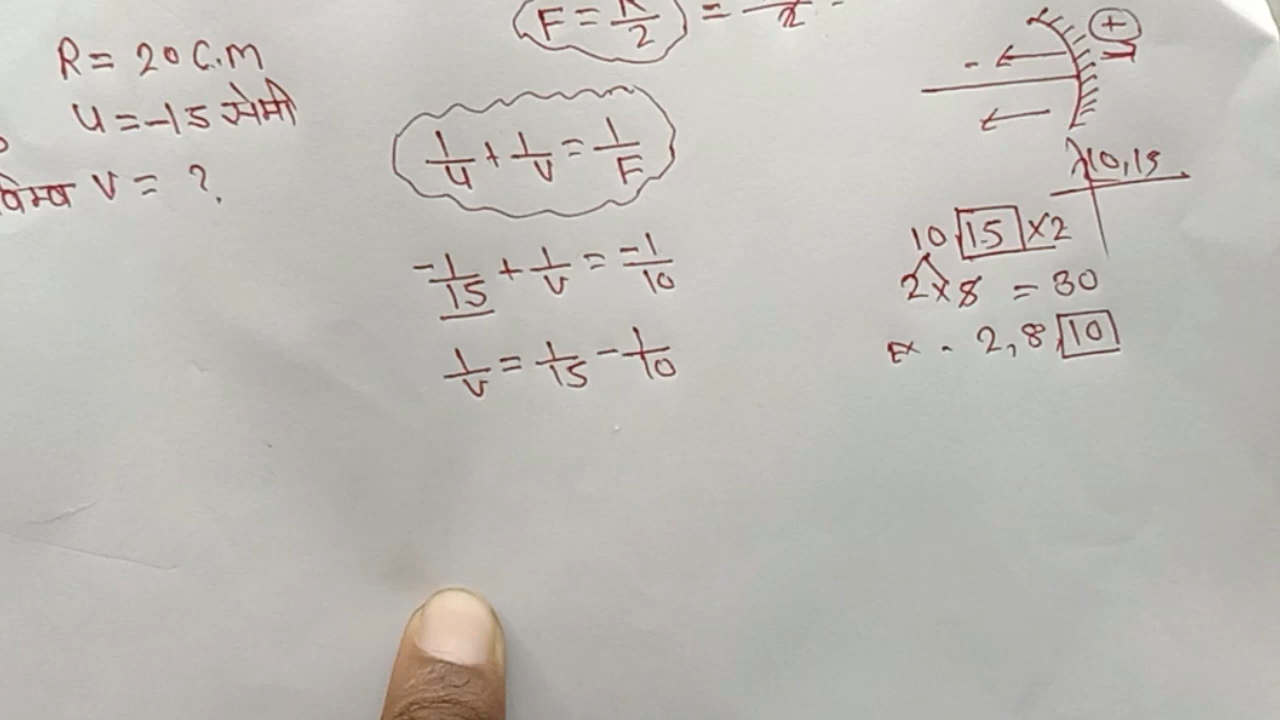 R = 20 C.M
u = -15 सेमी
v = ?
F = R/2 =
1/u + 1/v = 1/F
-1/15 + 1/v = -1/10
1/v = 1/15 - 1/10
+
-
10, 15
10 15 × 2
2 × 8 = 30
Ex - 2, 8, 10